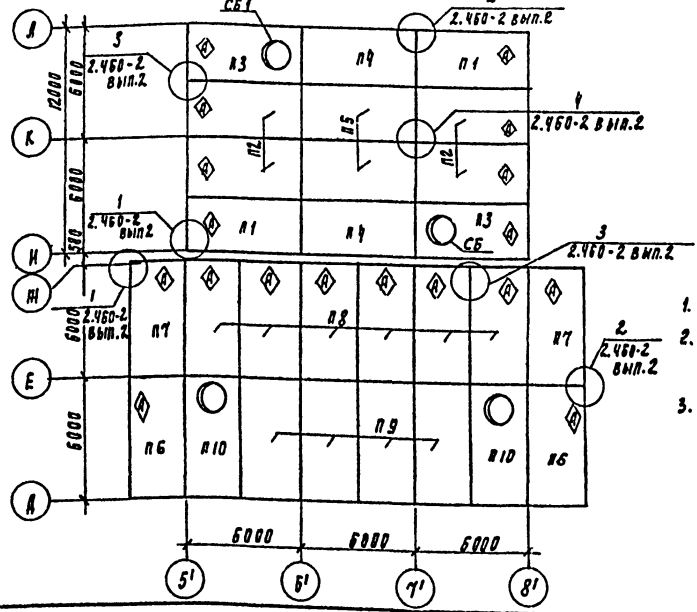 СБ1
2.460-2 вып.2
Л
3
2.460-2
вып.2
А
П3
П4
П1
А
12000
6000
4
2.460-2 вып.2
А
П2
П5
П2
А
К
А
А
6000
1
2.460-2
вып.2
А
П1
П4
П3
А
СБ
3
2.460-2 вып.2
И
580
Ж
А
А
А
А
А
А
А
А
1
2.460-2
вып.2
6000
П7
П8
П7
2
2.460-2
вып.2
1.
2.
3.
Е
А
А
6000
П6
П10
П9
П10
П6
Д
6000
6000
6000
5'
6'
7'
8'